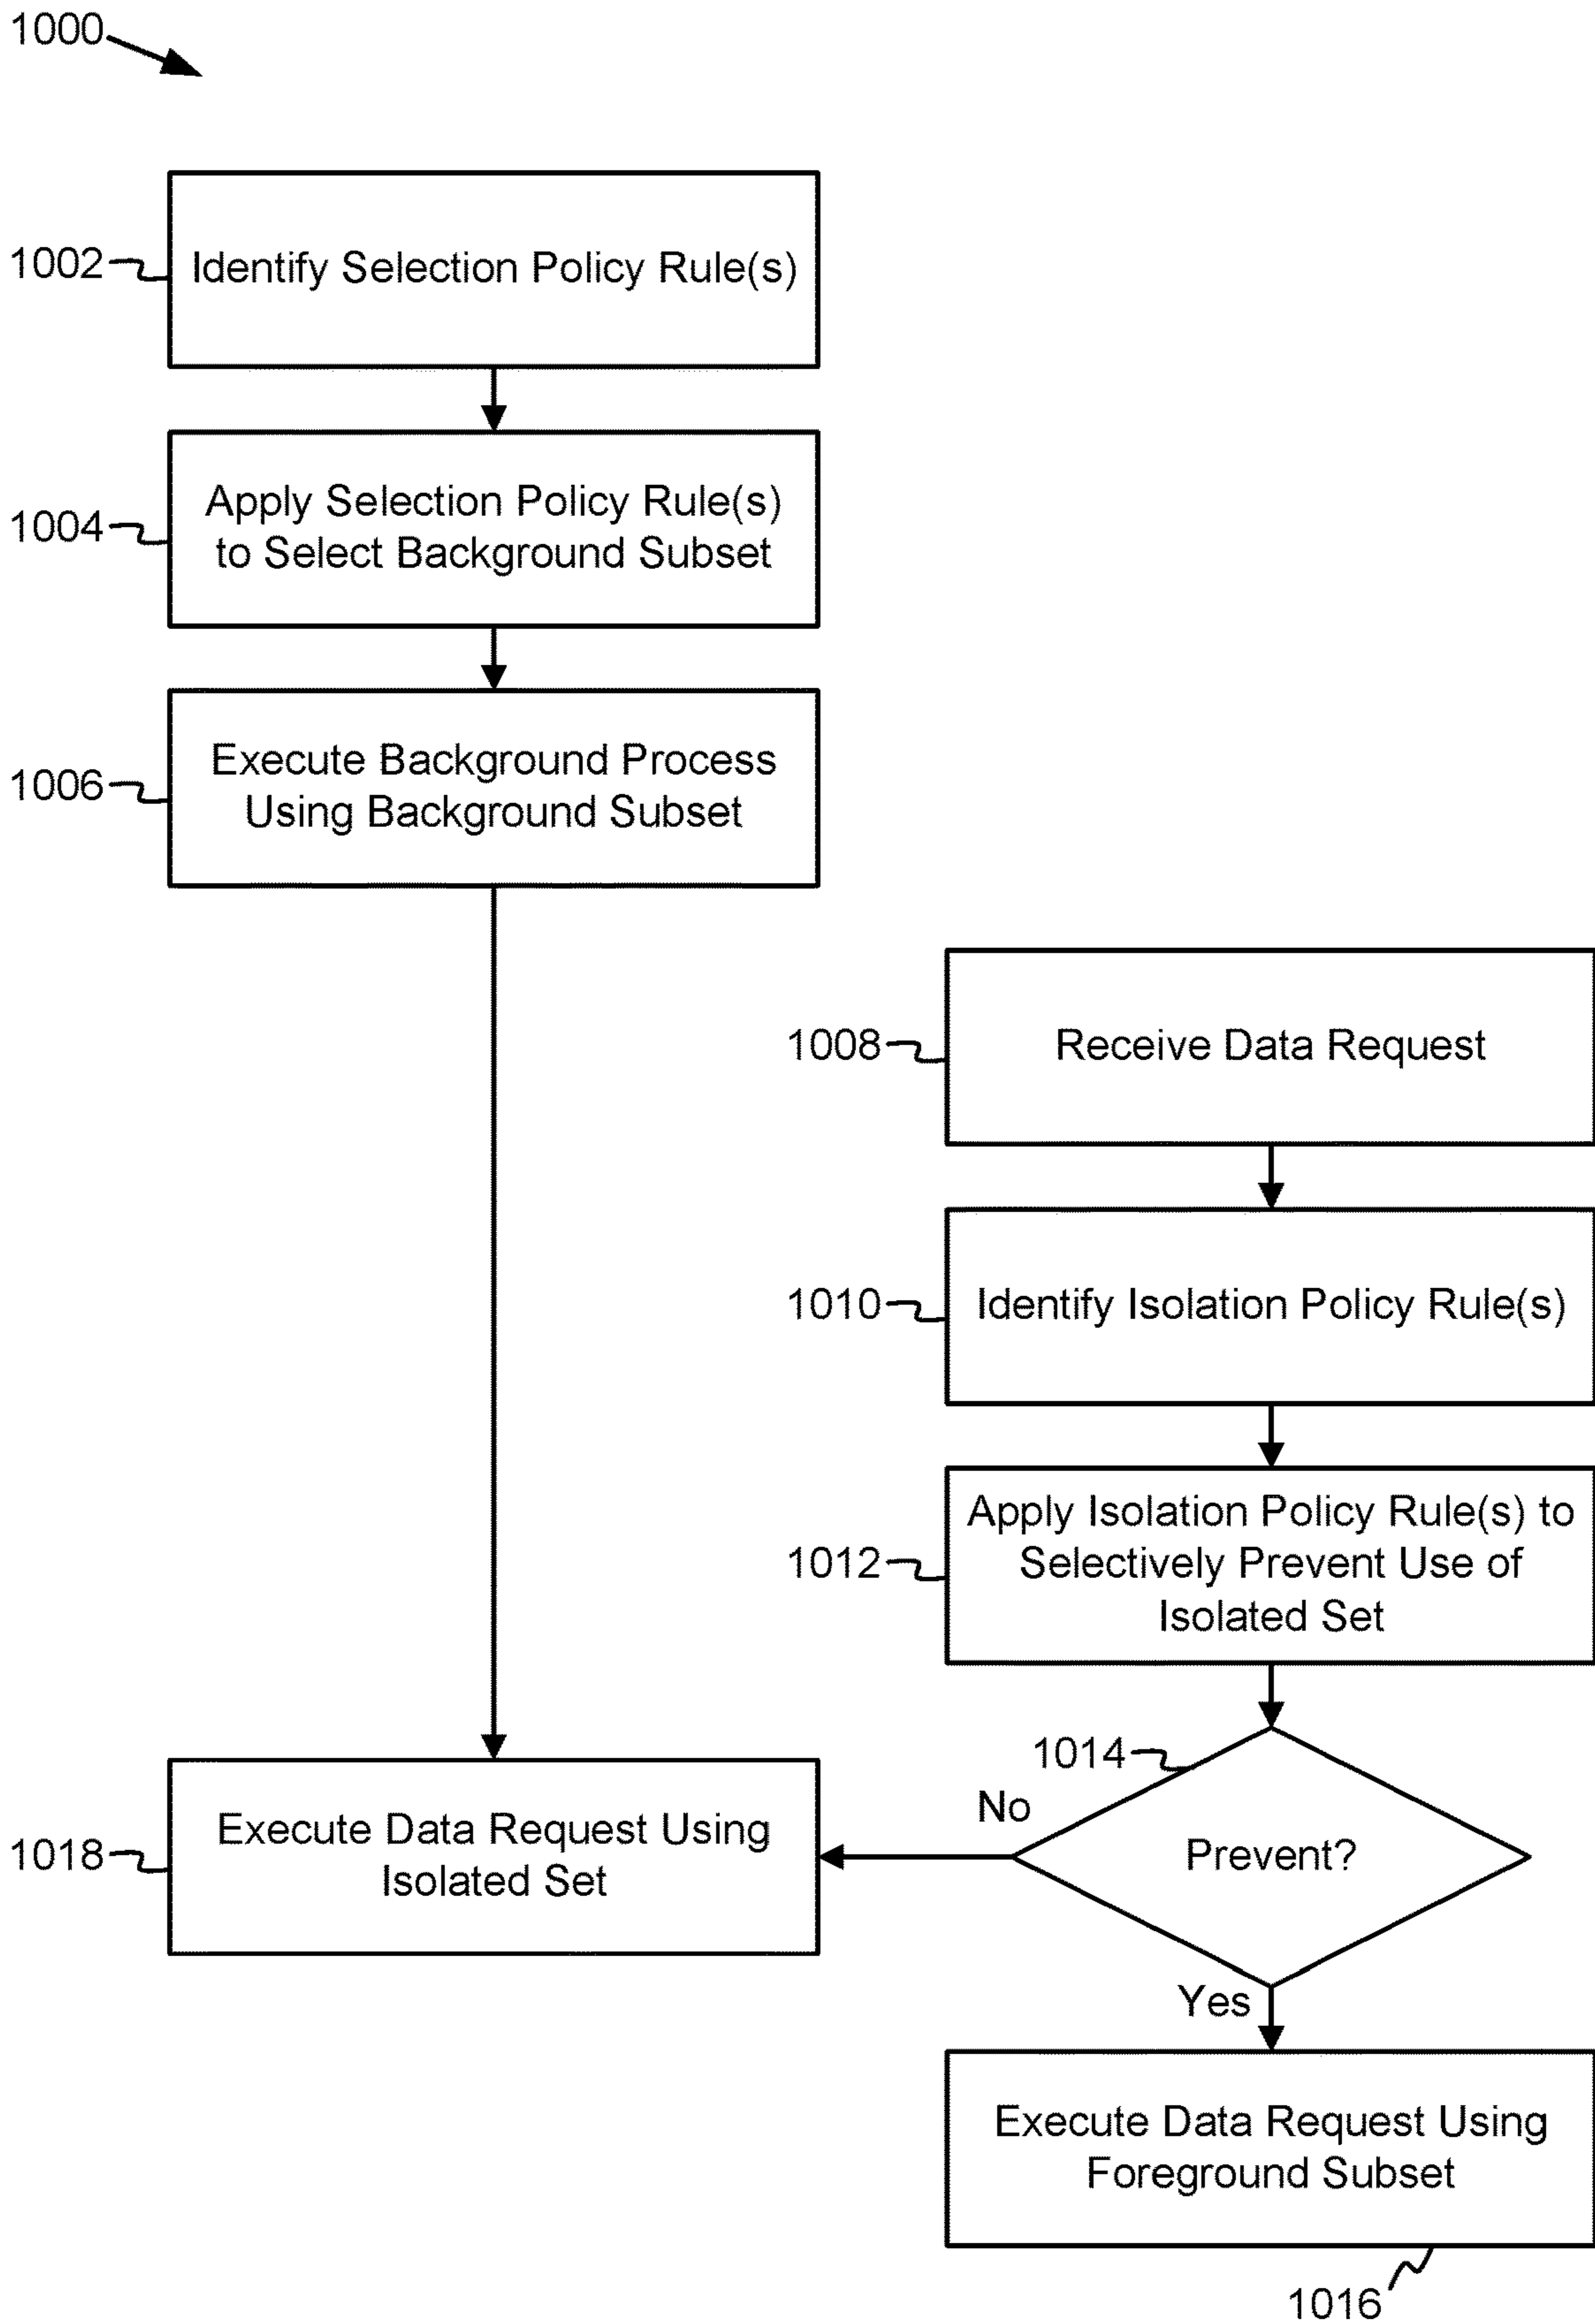 1000
1002
Identify Selection Policy Rule(s)
1004
Apply Selection Policy Rule(s)
to Select Background Subset
1006
Execute Background Process
Using Background Subset
1008
Receive Data Request
1010
Identify Isolation Policy Rule(s)
1012
Apply Isolation Policy Rule(s) to
Selectively Prevent Use of
Isolated Set
1014
Prevent?
No
Yes
1018
Execute Data Request Using
Isolated Set
Execute Data Request Using
Foreground Subset
1016